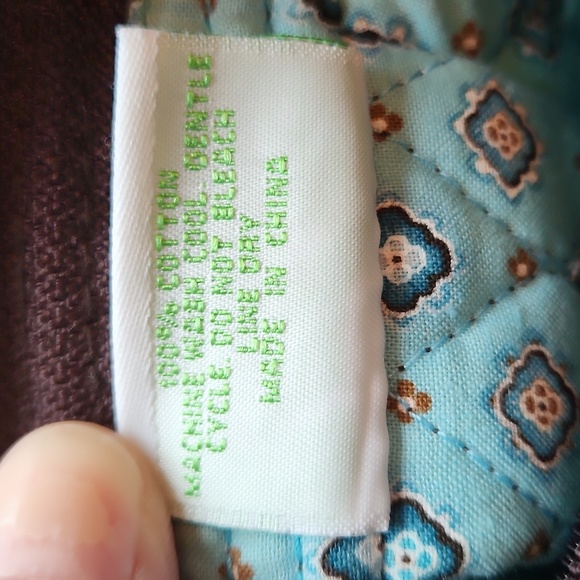 100% COTTON
MACHINE WASH COOL. GENTLE
CYCLE. DO NOT BLEACH
LINE DRY
MADE IN CHINA